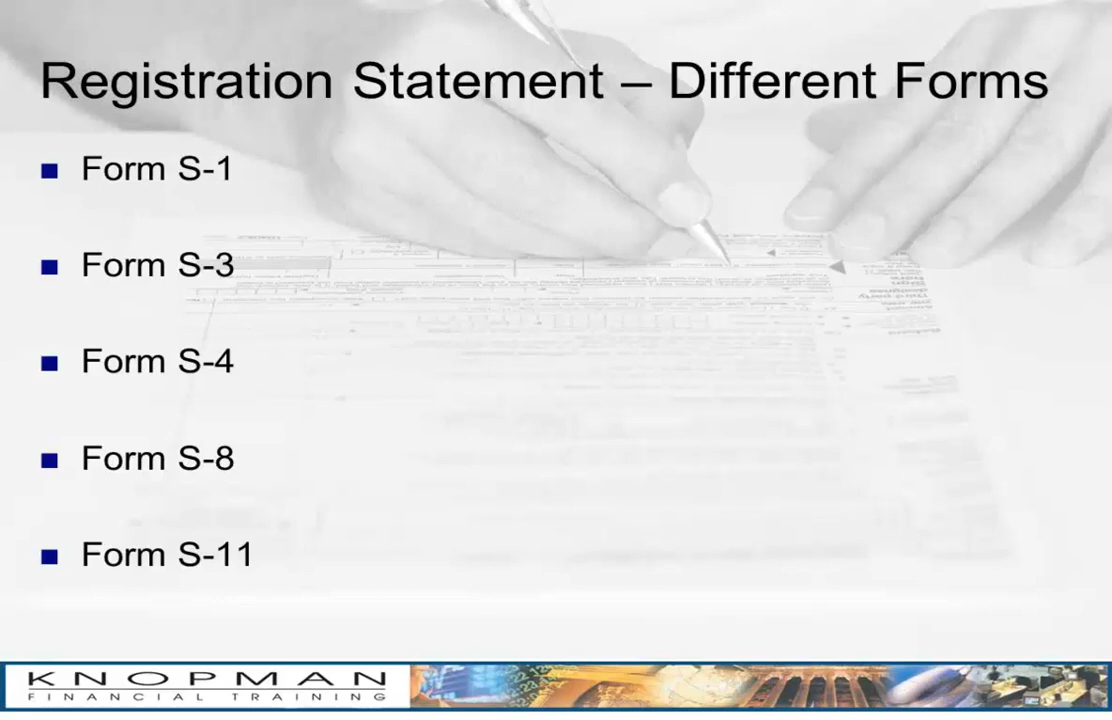 Registration Statement – Different Forms
Form S-1
Form S-3
Form S-4
Form S-8
Form S-11
KNOPMAN
FINANCIAL TRAINING